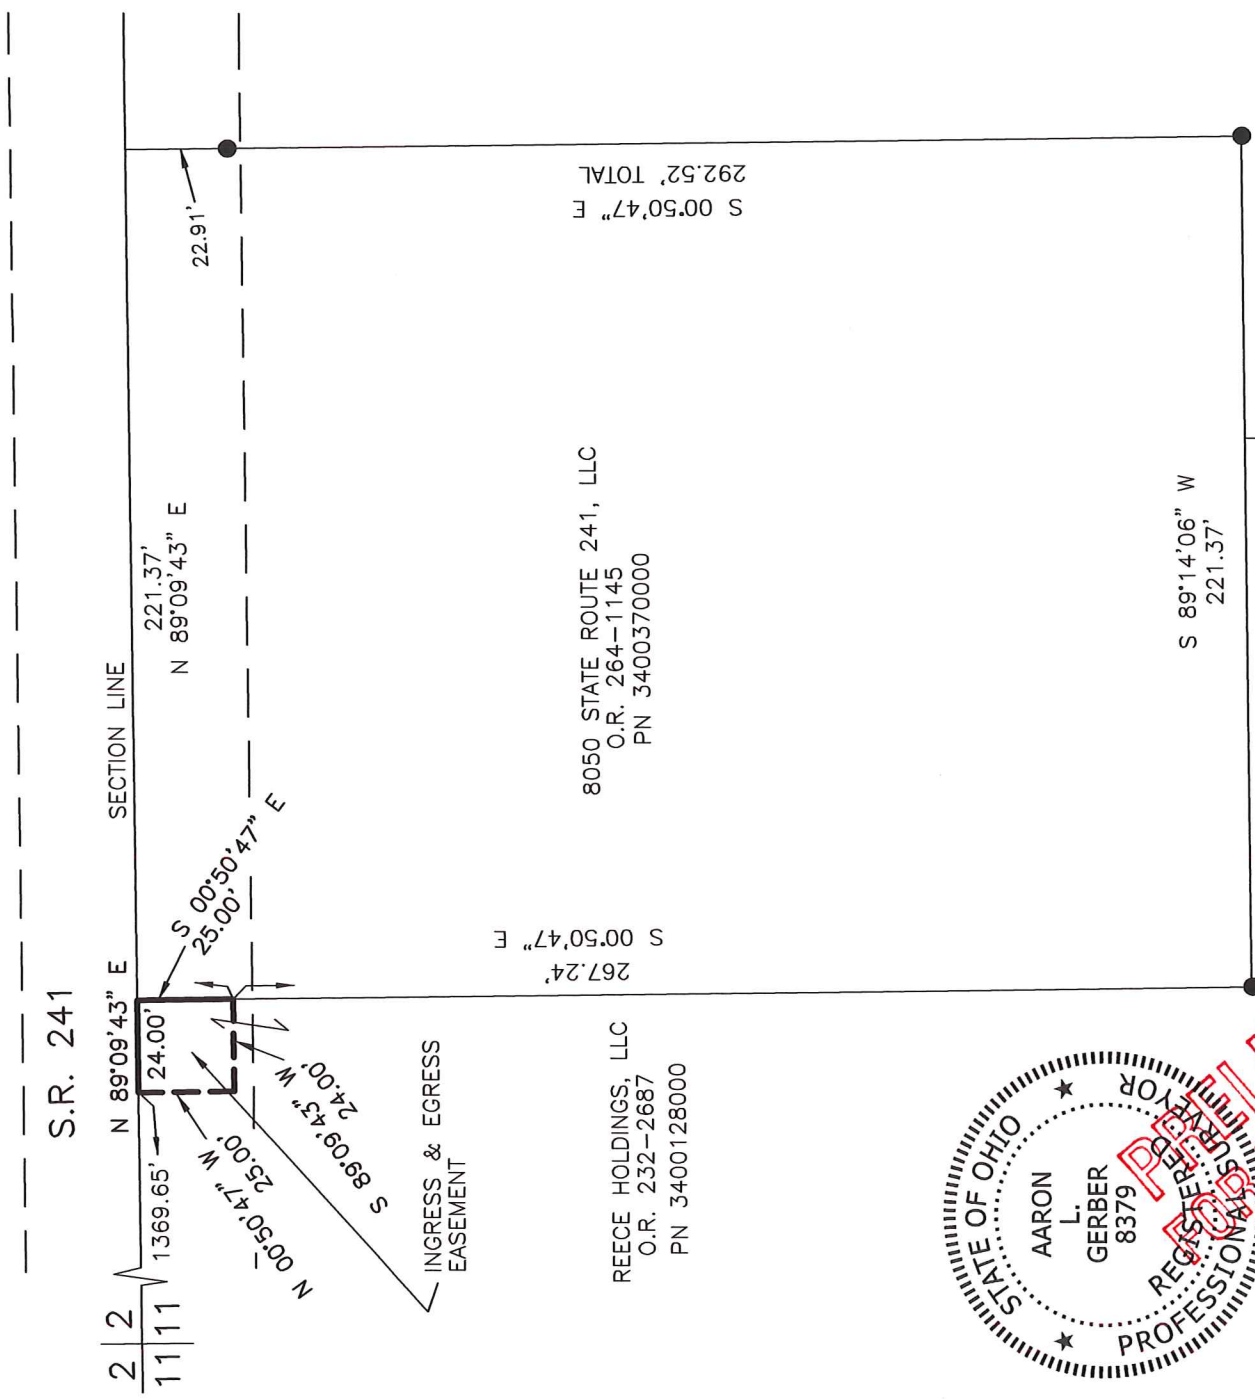 S.R. 241
2 2
11 11
1369.65'
N 89°09'43" E
24.00'
SECTION LINE
221.37'
N 89°09'43" E
22.91'
S 00°50'47" E
25.00'
N 00°50'47" W
25.00'
S 89°09'43" W
24.00'
INGRESS & EGRESS
EASEMENT
S 00°50'47" E
267.24'
S 00°50'47" E
292.52' TOTAL
8050 STATE ROUTE 241, LLC
O.R. 264-1145
PN 3400370000
REECE HOLDINGS, LLC
O.R. 232-2687
PN 3400128000
S 89°14'06" W
221.37'
STATE OF OHIO
AARON
L.
GERBER
8379
REGISTERED
PROFESSIONAL SURVEYOR
FOR